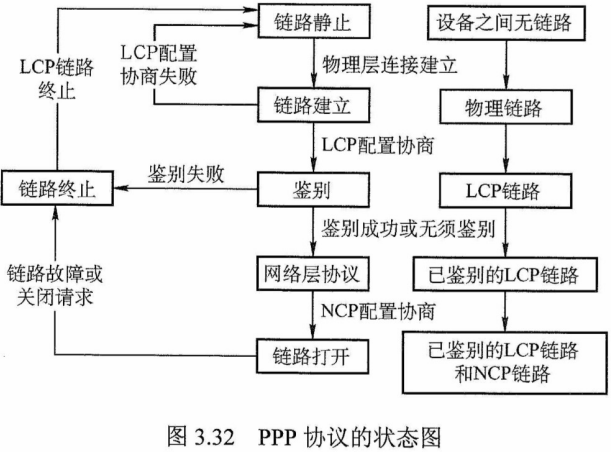 链路静止
设备之间无链路
LCP配置
协商失败
LCP链路
终止
物理层连接建立
链路建立
物理链路
LCP配置协商
鉴别失败
链路终止
鉴别
LCP链路
鉴别成功或无须鉴别
链路故障或
关闭请求
网络层协议
已鉴别的LCP链路
NCP配置协商
链路打开
已鉴别的LCP链路
和NCP链路
图 3.32 PPP 协议的状态图